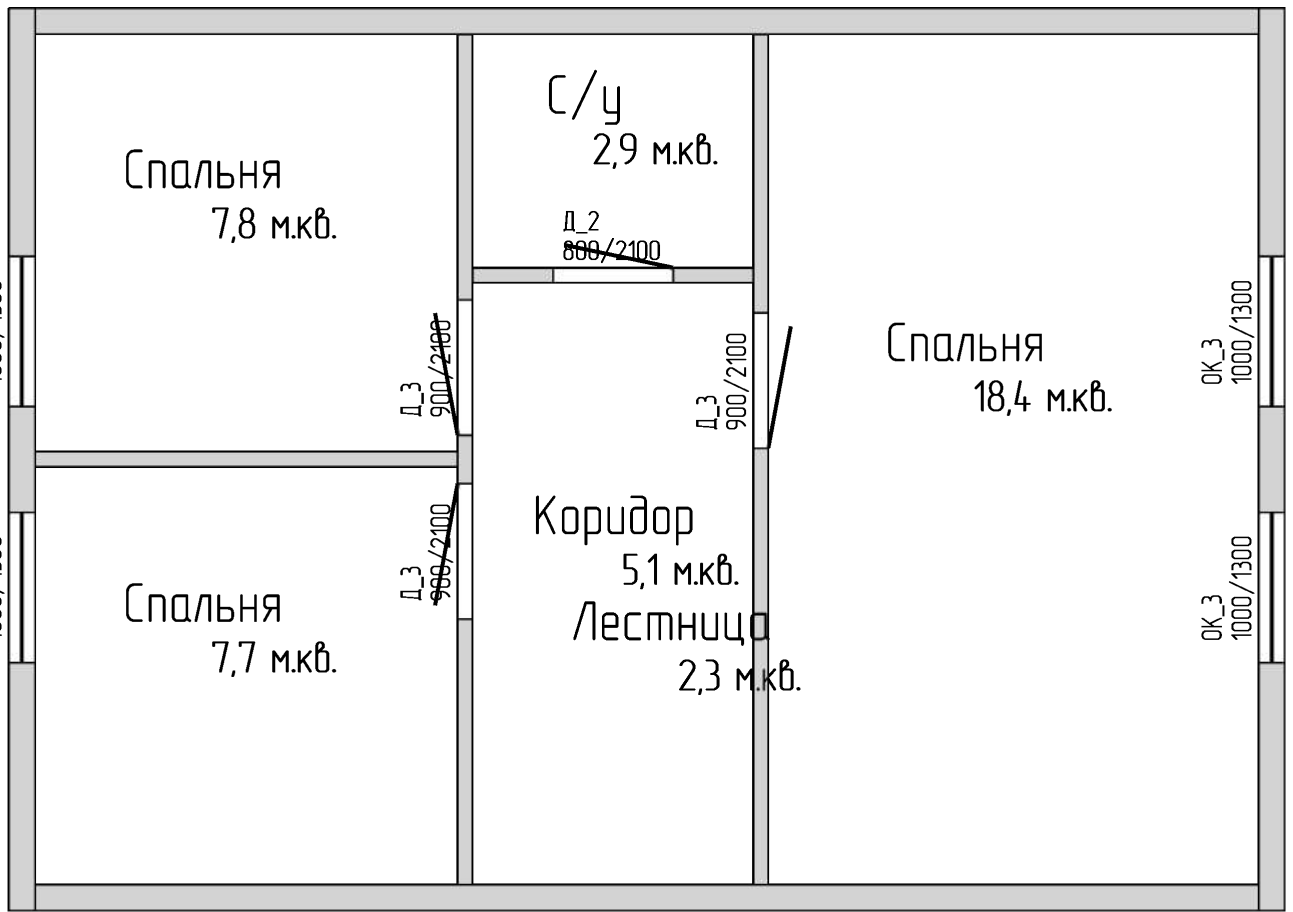 С/у
2,9 м.кв.
Спальня
7,8 м.кв.
Д_2
800/2100
Д_3
900/2100
Д_3
900/2100
Спальня
18,4 м.кв.
ОК_3
1000/1300
Коридор
5,1 м.кв.
Д_3
900/2100
Спальня
7,7 м.кв.
Лестница
2,3 м.кв.
ОК_3
1000/1300